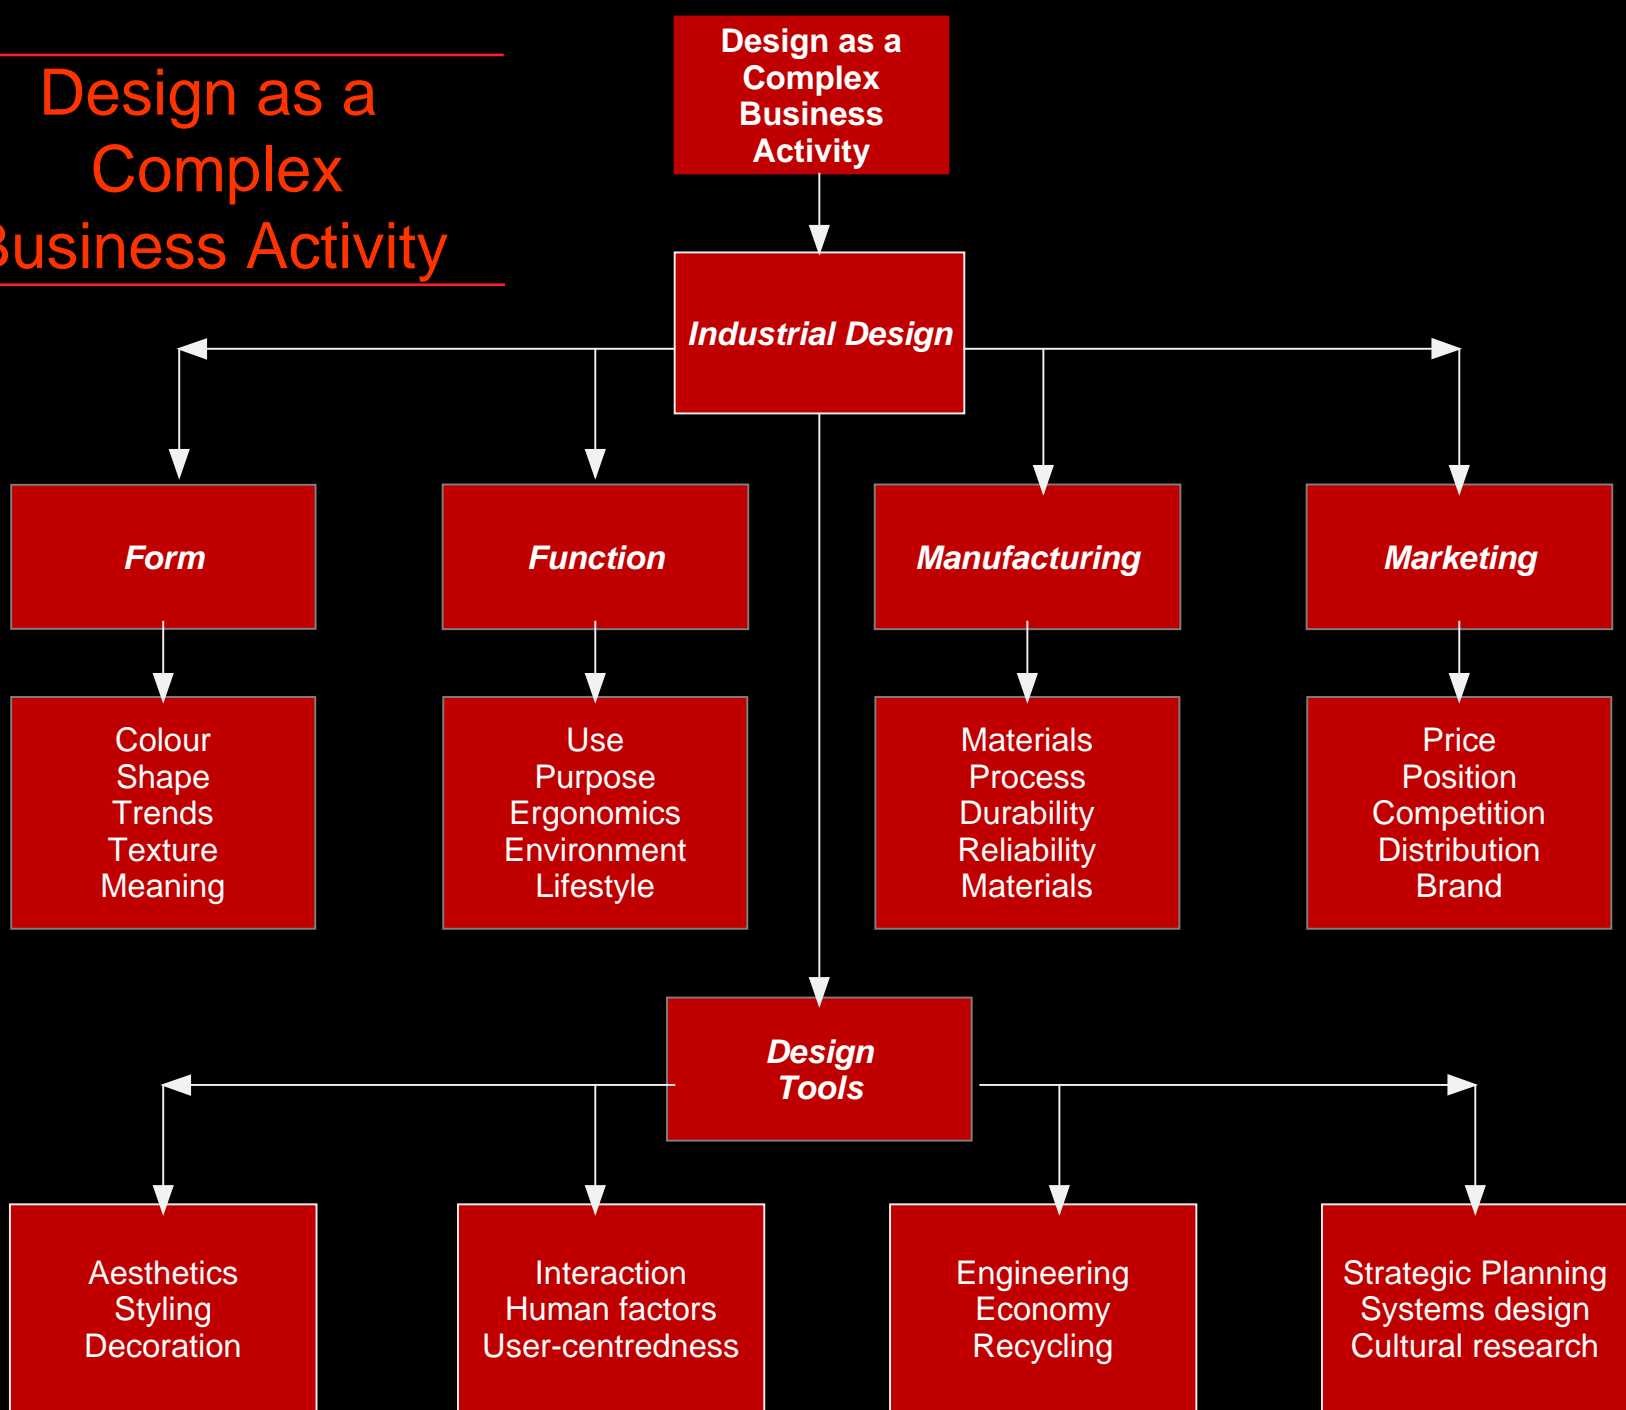 Design as a
Complex
Business Activity
Design as a
Complex
Business
Activity
Industrial Design
Form
Function
Manufacturing
Marketing
Colour
Shape
Trends
Texture
Meaning
Use
Purpose
Ergonomics
Environment
Lifestyle
Materials
Process
Durability
Reliability
Materials
Price
Position
Competition
Distribution
Brand
Design
Tools
Aesthetics
Styling
Decoration
Interaction
Human factors
User-centredness
Engineering
Economy
Recycling
Strategic Planning
Systems design
Cultural research